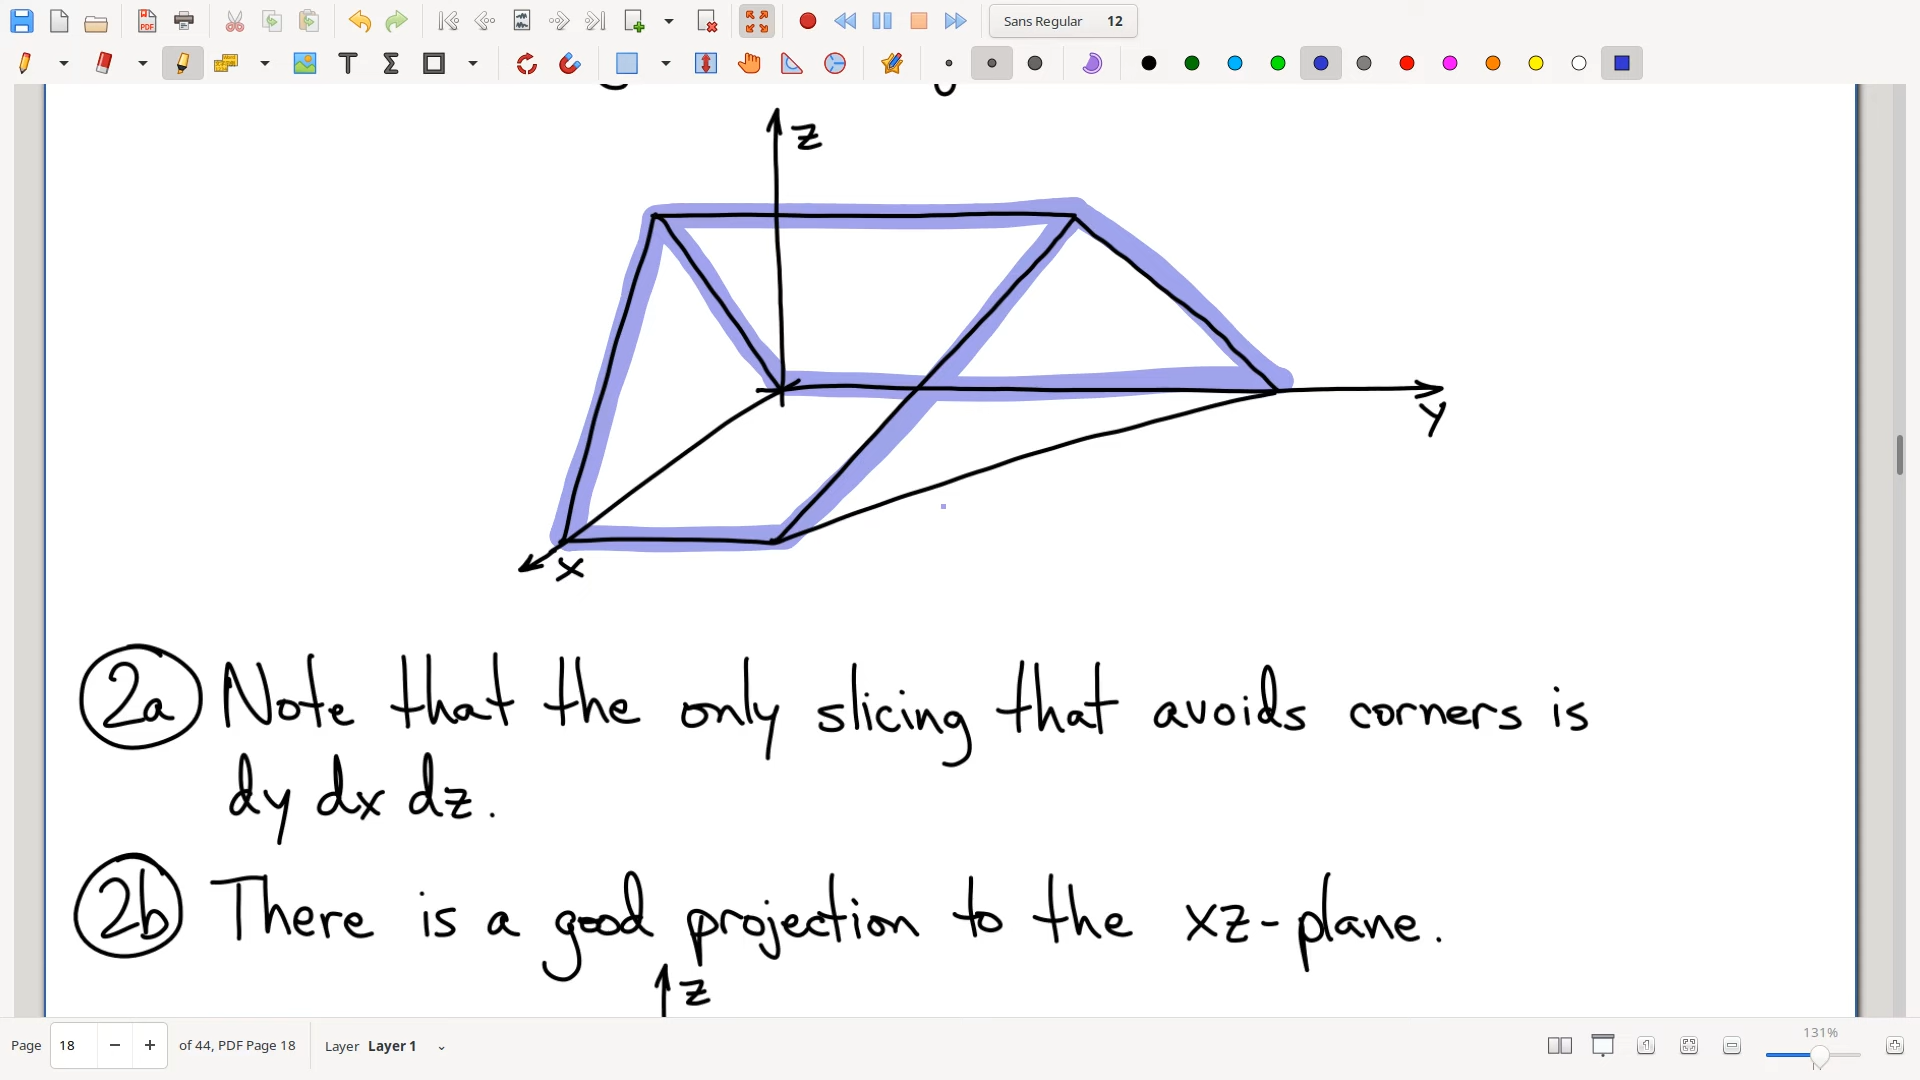 Sans Regular 12
z
y
x
2a Note that the only slicing that avoids corners is
dy dx dz.
2b There is a good projection to the xz-plane.
z
Page 18 of 44, PDF Page 18 Layer Layer 1 131%